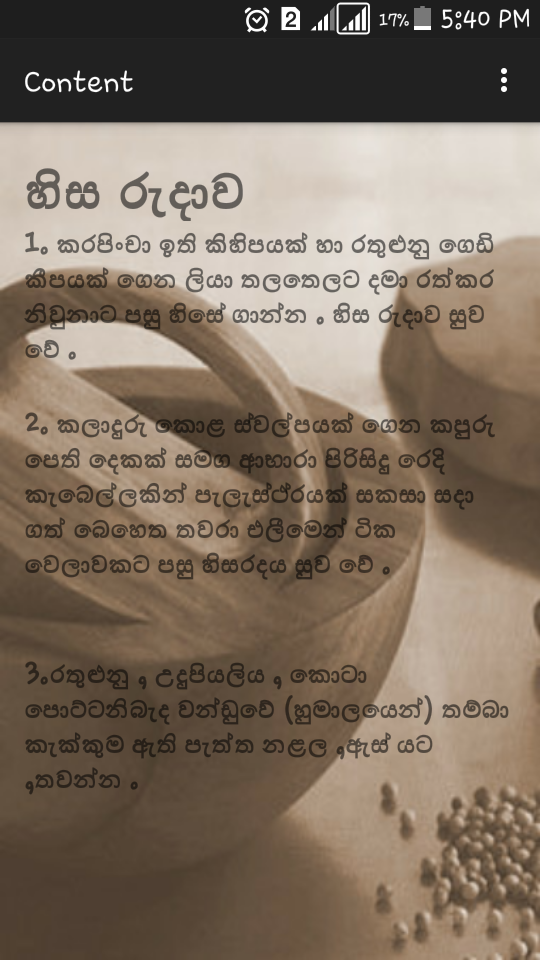 2 17% 5:40 PM
Content
හිස රුදාව
1. කරපිංචා ඉති කිහිපයක් හා රතුළුනු ගෙඩි
කීපයක් ගෙන ලියා තලතෙලට දමා රත්කර
නිවුනාට පසු හිසේ ගාන්න . හිස රුදාව සුව
වේ .
2. කලාදුරු කොළ ස්වල්පයක් ගෙන කපුරු
පෙති දෙකක් සමග ආභාරා පිරිසිදු රෙදි
කැබෙල්ලකින් පැලැස්ථ්රයක් සකසා සදා
ගත් බෙහෙත තවරා එලීමෙන් ටික
වෙලාවකට පසු හිසරදය සුව වේ .
3.රතුළුනු , උදුපියලිය , කොටා
පොට්ටනිබැද වන්ඩුවේ (හුමාලයෙන්) තම්බා
කැක්කුම ඇති පැත්ත නළල ,ඇස් යට
,තවන්න .